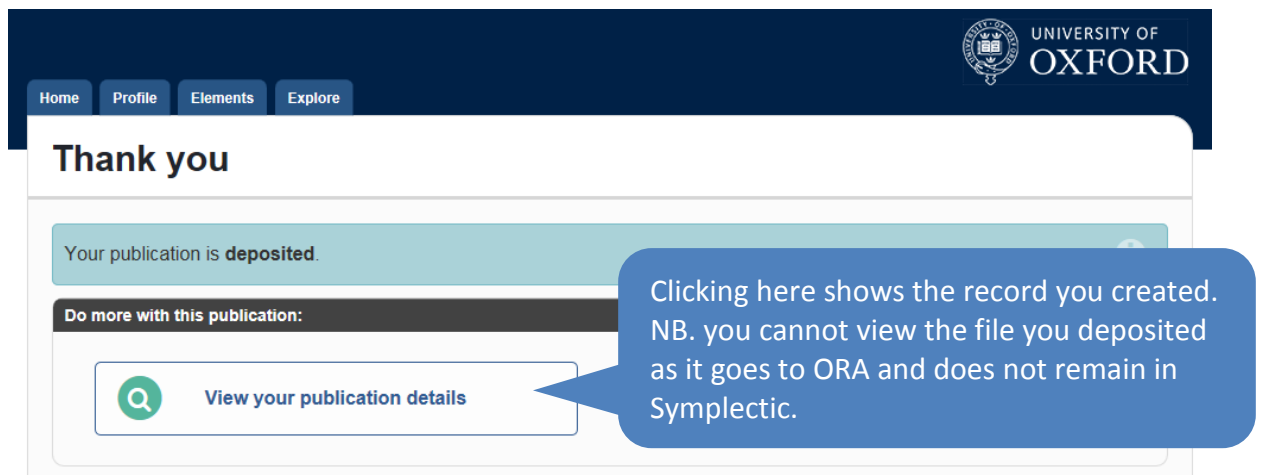 UNIVERSITY OF
OXFORD
Home Profile Elements Explore
Thank you
Your publication is deposited.
Do more with this publication:
View your publication details
Clicking here shows the record you created.
NB. you cannot view the file you deposited
as it goes to ORA and does not remain in
Symplectic.